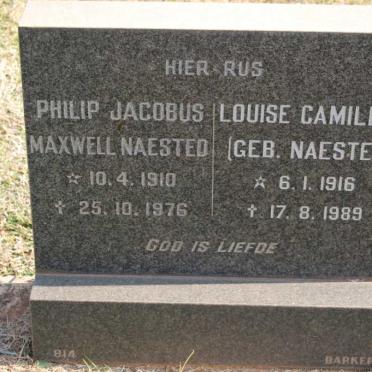 HIER RUS
PHILIP JACOBUS
MAXWELL NAESTED
☆ 10. 4. 1910
✝ 25. 10. 1976
LOUISE CAMILL
(GEB. NAESTE
☆ 6. 1. 1916
✝ 17. 8. 1989
GOD IS LIEFDE
814
BARKER